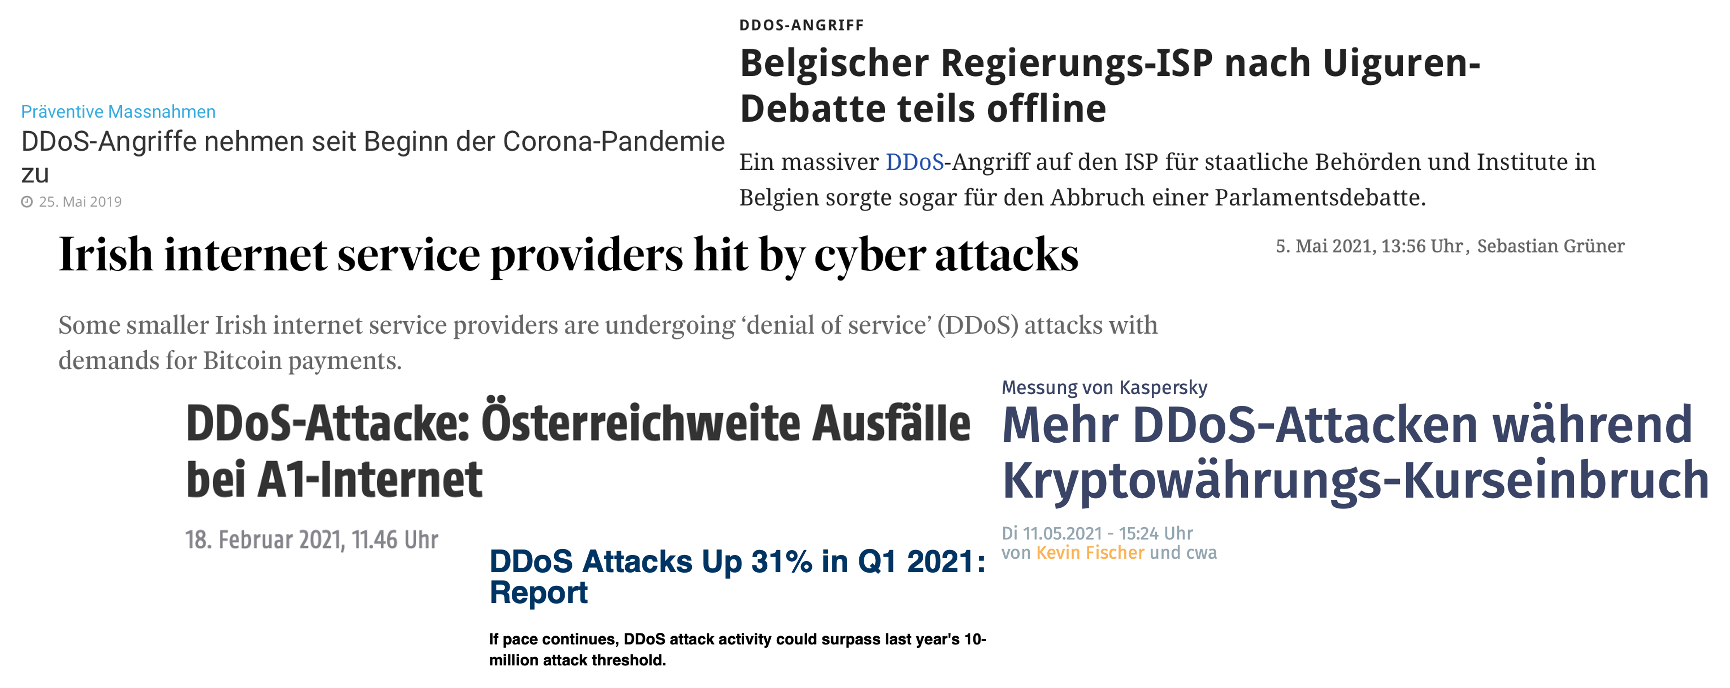 DDOS-ANGRIFF
Belgischer Regierungs-ISP nach Uiguren-
Debatte teils offline
Ein massiver DDoS-Angriff auf den ISP für staatliche Behörden und Institute in
Belgien sorgte sogar für den Abbruch einer Parlamentsdebatte.
5. Mai 2021, 13:56 Uhr, Sebastian Grüner
Präventive Massnahmen
DDoS-Angriffe nehmen seit Beginn der Corona-Pandemie
zu
25. Mai 2019
Irish internet service providers hit by cyber attacks
Some smaller Irish internet service providers are undergoing ‘denial of service’ (DDoS) attacks with
demands for Bitcoin payments.
DDoS-Attacke: Österreichweite Ausfälle
bei A1-Internet
18. Februar 2021, 11.46 Uhr
Messung von Kaspersky
Mehr DDoS-Attacken während
Kryptowährungs-Kurseinbruch
Di 11.05.2021 - 15:24 Uhr
von Kevin Fischer und cwa
DDoS Attacks Up 31% in Q1 2021:
Report
If pace continues, DDoS attack activity could surpass last year's 10-
million attack threshold.